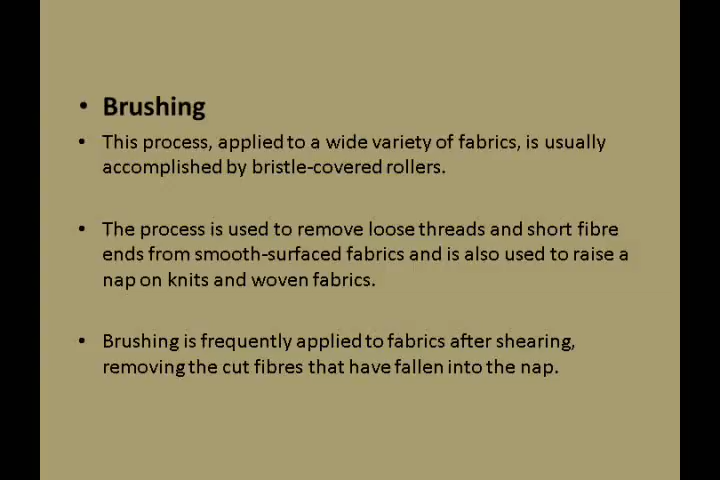 • Brushing
• This process, applied to a wide variety of fabrics, is usually
accomplished by bristle-covered rollers.
• The process is used to remove loose threads and short fibre
ends from smooth-surfaced fabrics and is also used to raise a
nap on knits and woven fabrics.
• Brushing is frequently applied to fabrics after shearing,
removing the cut fibres that have fallen into the nap.